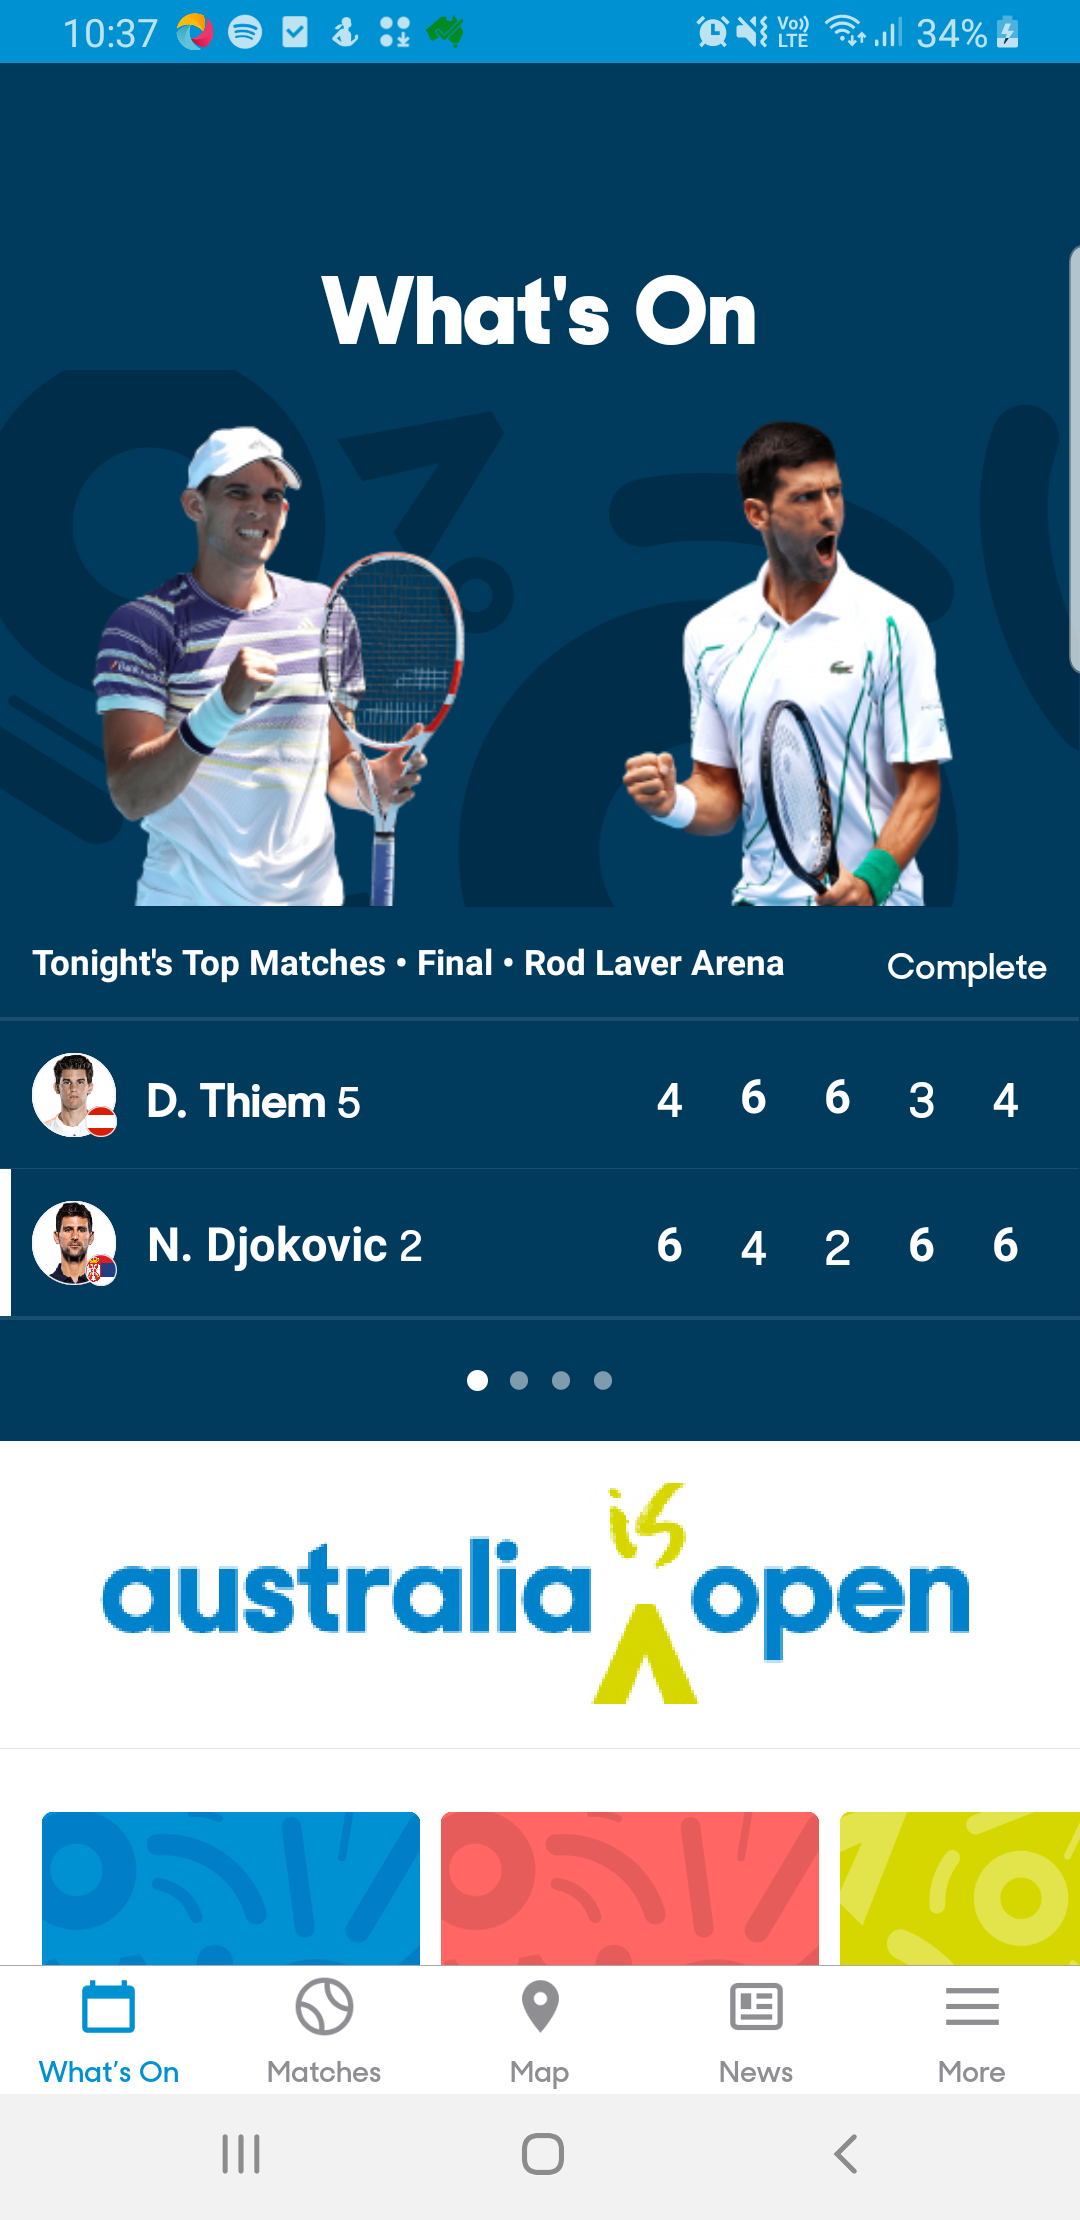 10:37 Vo)) LTE 34%
What's On
Tonight's Top Matches • Final • Rod Laver Arena Complete
D. Thiem 5 4 6 6 3 4
N. Djokovic 2 6 4 2 6 6
is
australia open
What's On Matches Map News More